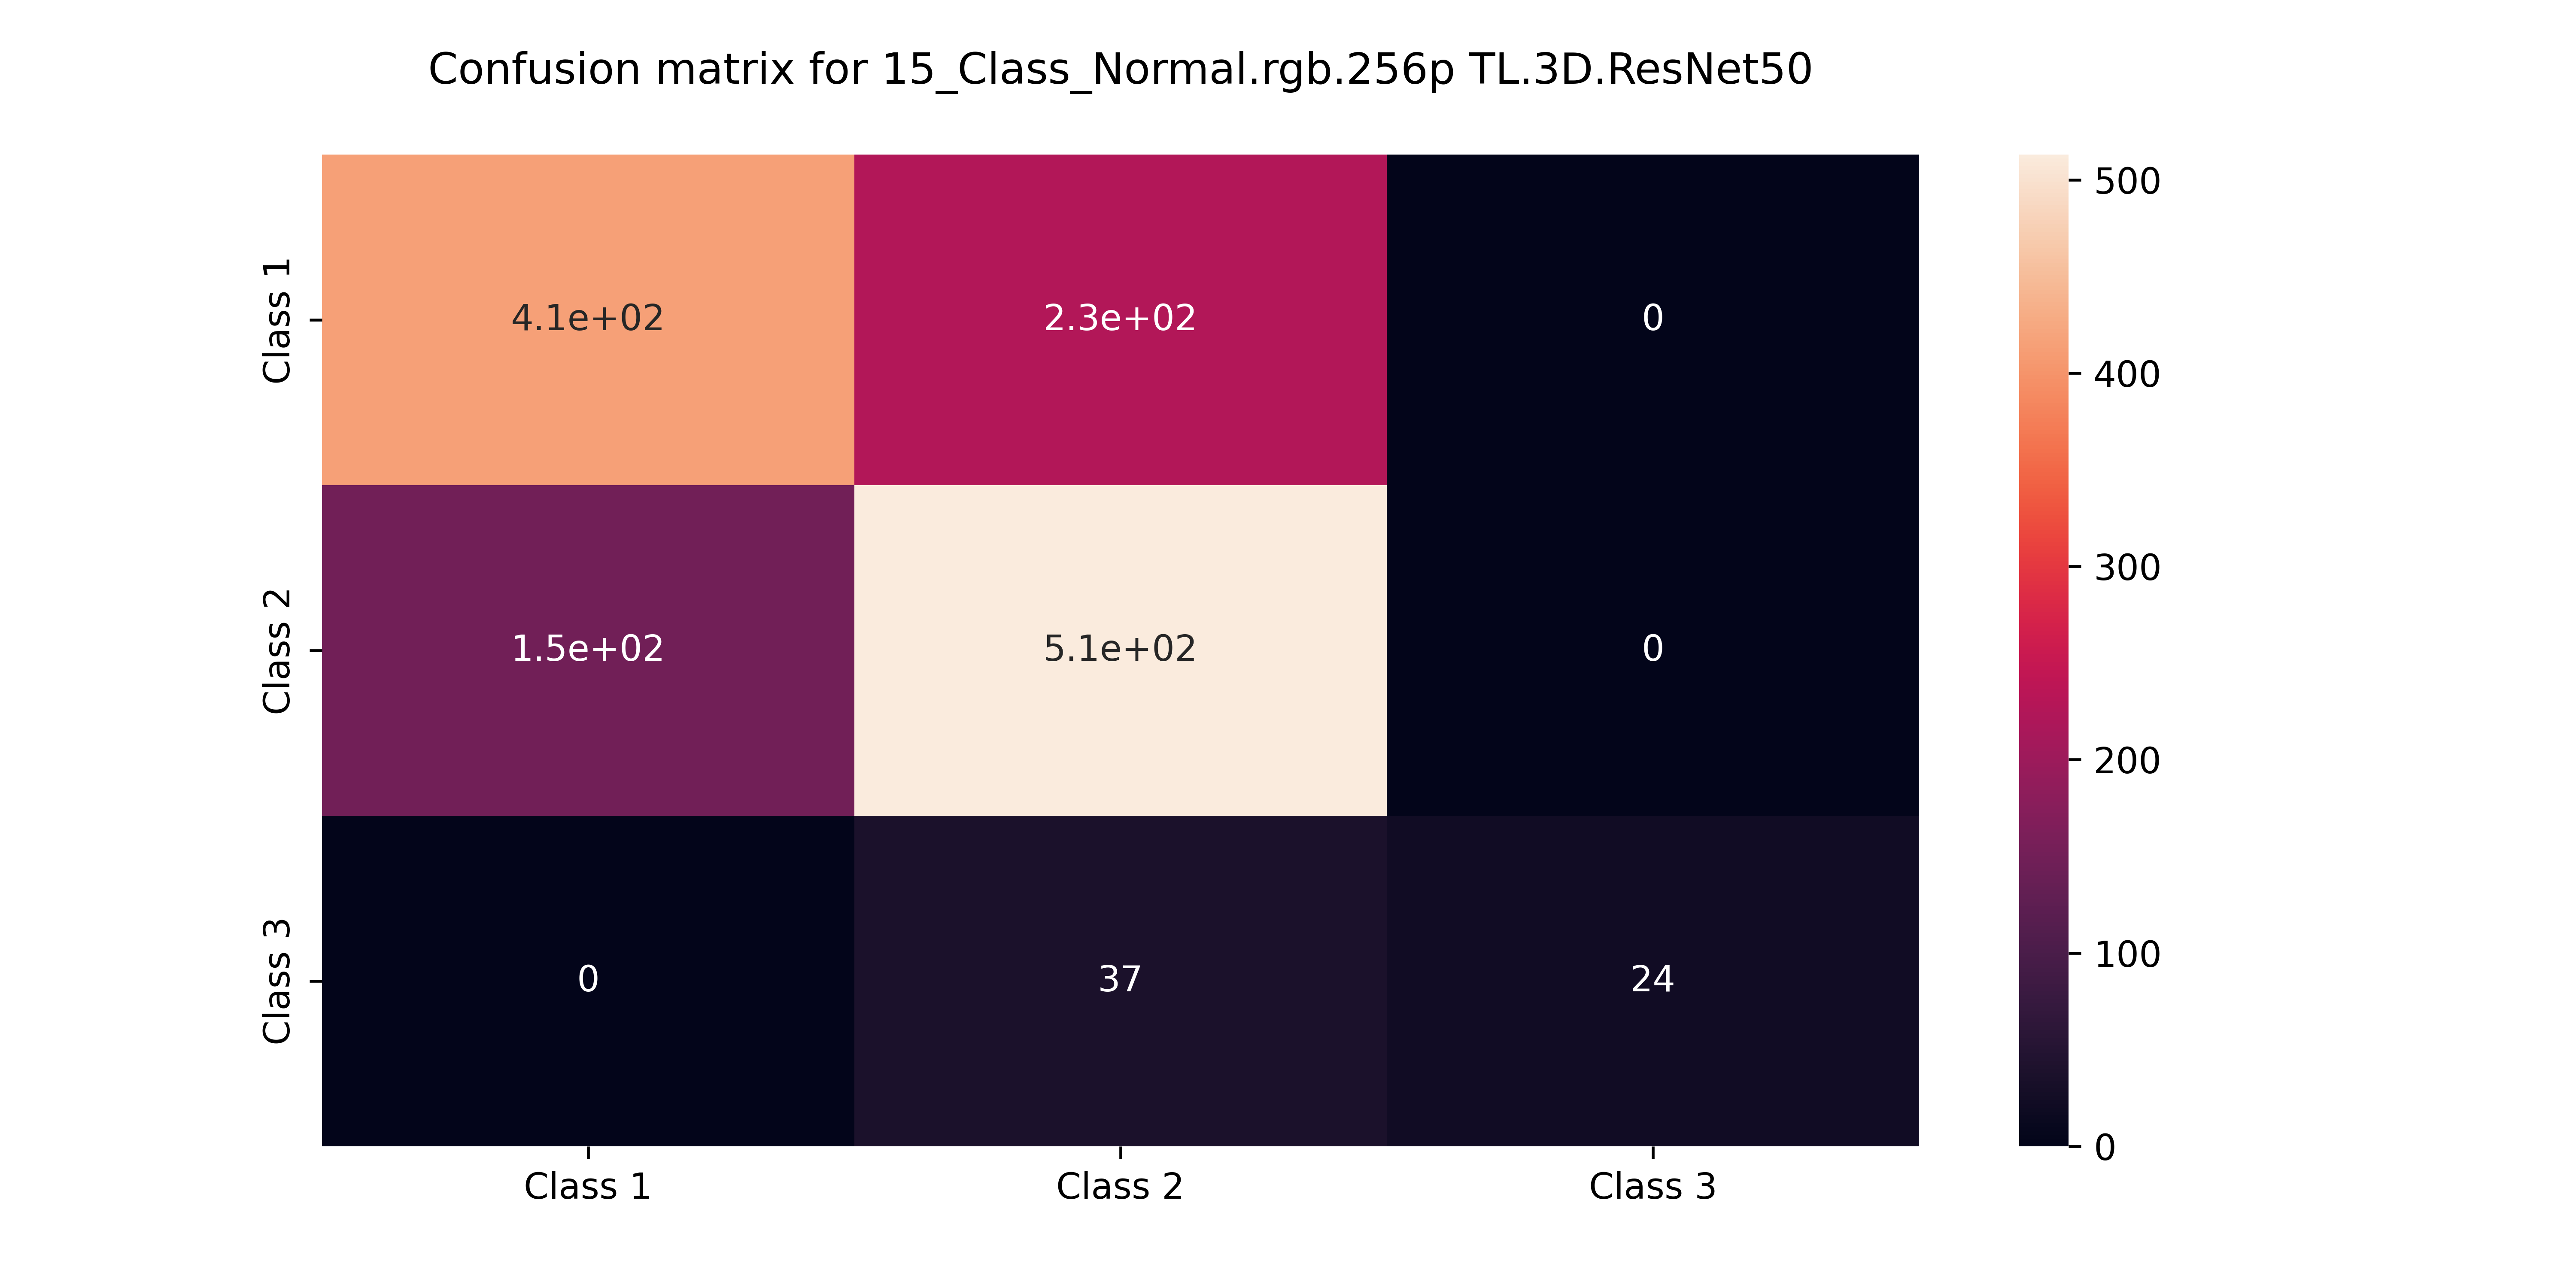 Confusion matrix for 15_Class_Normal.rgb.256p TL.3D.ResNet50
Class 1
4.1e+02
2.3e+02
0
Class 2
1.5e+02
5.1e+02
0
Class 3
0
37
24
Class 1
Class 2
Class 3
500
400
300
200
100
0